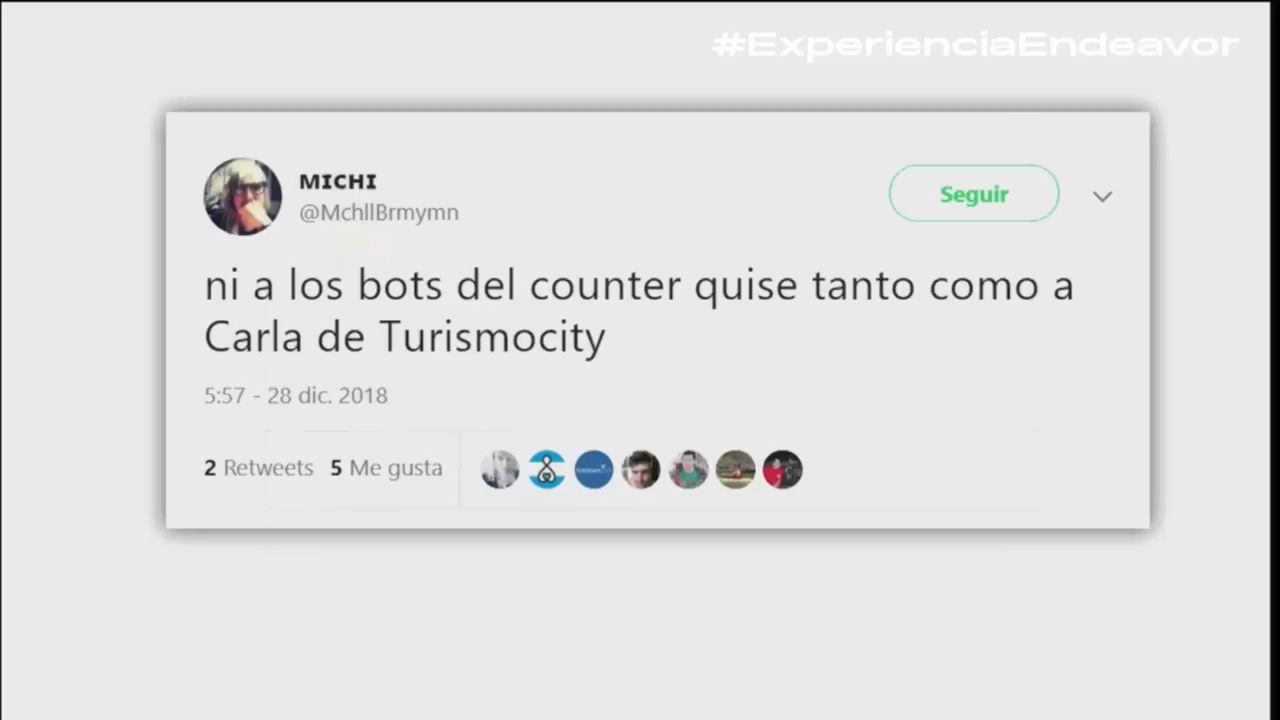 #ExperienciaEndeavor
MICHI
@MchllBrmymn
Seguir
ni a los bots del counter quise tanto como a
Carla de Turismocity
5:57 - 28 dic. 2018
2 Retweets 5 Me gusta